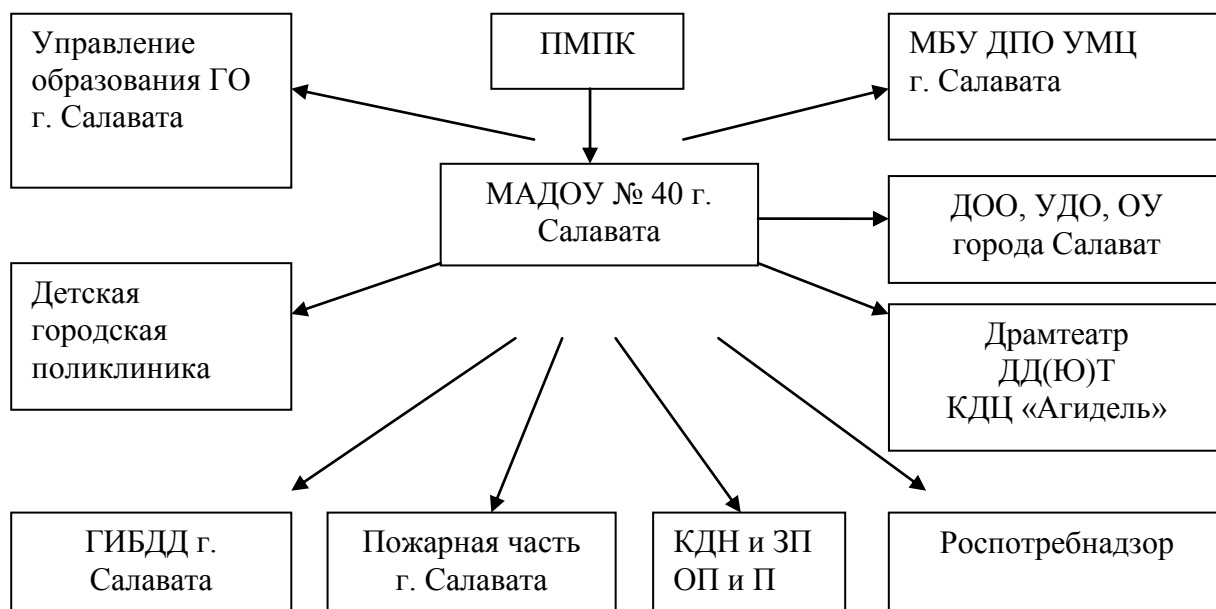 Управление
образования ГО
г. Салавата
ПМПК
МБУ ДПО УМЦ
г. Салавата
МАДОУ № 40 г.
Салавата
ДОО, УДО, ОУ
города Салават
Детская
городская
поликлиника
Драмтеатр
ДД(Ю)Т
КДЦ «Агидель»
ГИБДД г.
Салавата
Пожарная часть
г. Салавата
КДН и ЗП
ОП и П
Роспотребнадзор